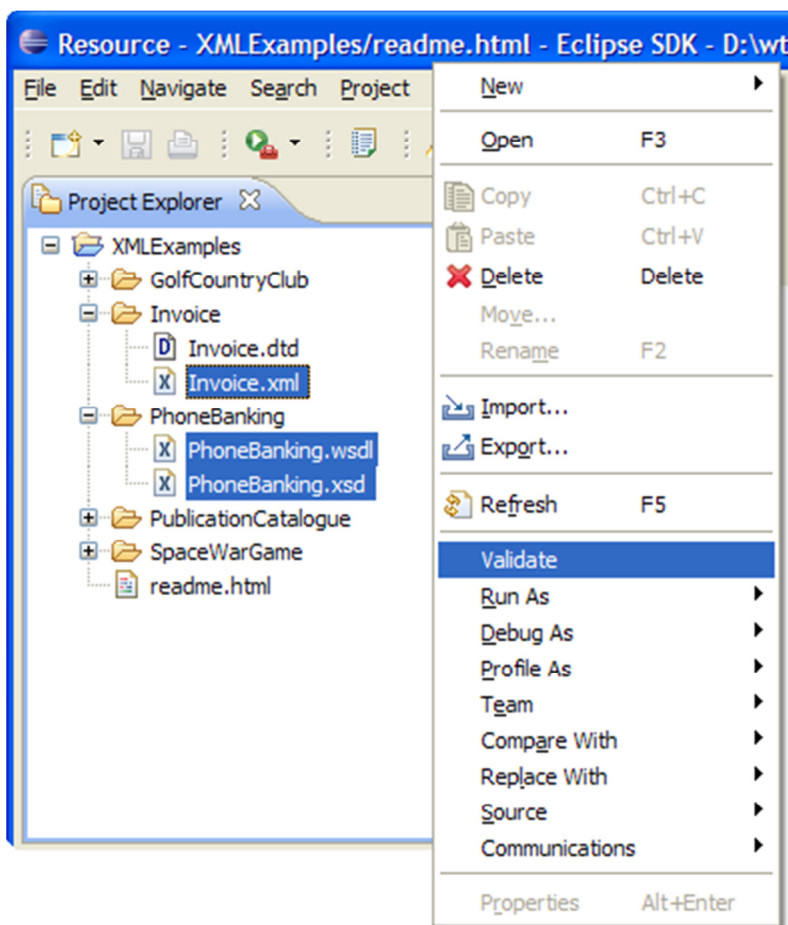 Resource - XMLExamples/readme.html - Eclipse SDK - D:\wt
File Edit Navigate Search Project
Project Explorer
XMLExamples
GolfCountryClub
Invoice
Invoice.dtd
Invoice.xml
PhoneBanking
PhoneBanking.wsdl
PhoneBanking.xsd
PublicationCatalogue
SpaceWarGame
readme.html
New
Open F3
Copy Ctrl+C
Paste Ctrl+V
Delete Delete
Move...
Rename F2
Import...
Export...
Refresh F5
Validate
Run As
Debug As
Profile As
Team
Compare With
Replace With
Source
Communications
Properties Alt+Enter